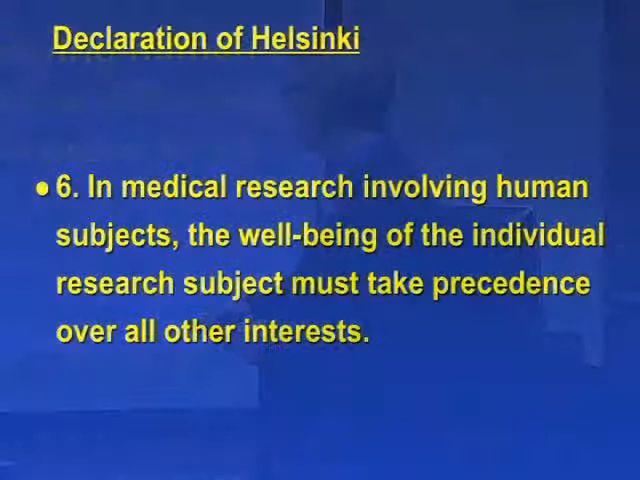 Declaration of Helsinki
● 6. In medical research involving human
subjects, the well-being of the individual
research subject must take precedence
over all other interests.